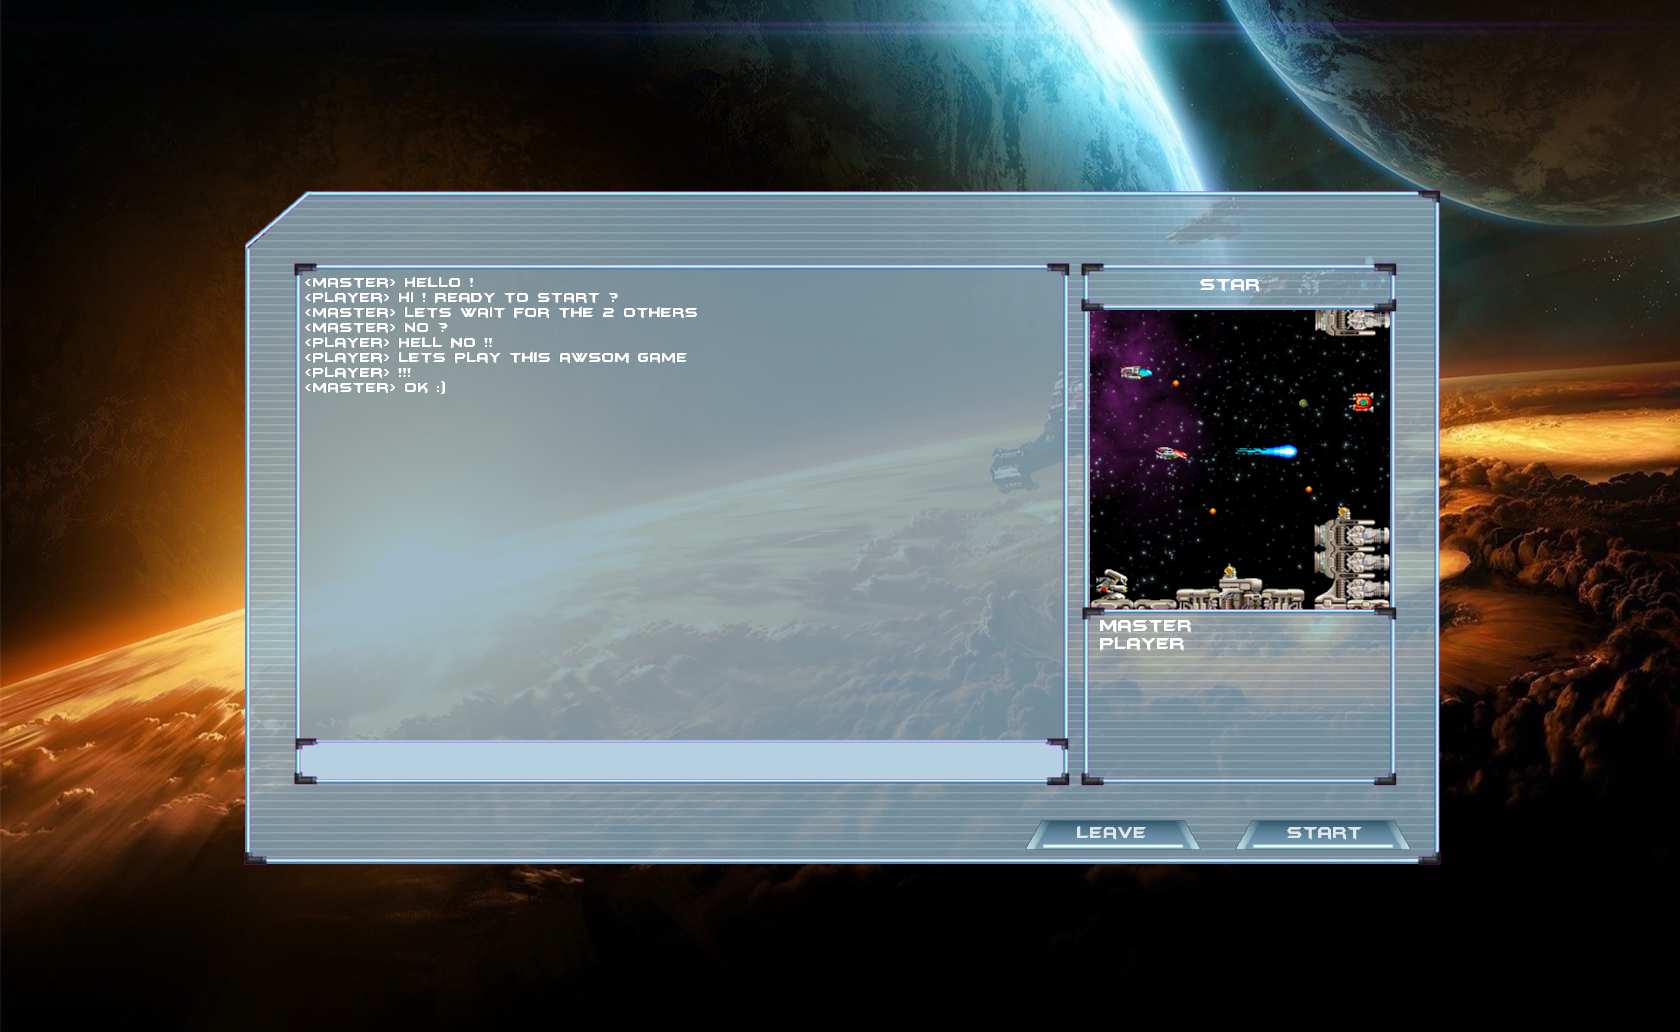 <MASTER> HELLO !
<PLAYER> HI ! READY TO START ?
<MASTER> LETS WAIT FOR THE 2 OTHERS
<MASTER> NO ?
<PLAYER> HELL NO !!
<PLAYER> LETS PLAY THIS AWSOM GAME
<PLAYER> !!!
<MASTER> OK :)
STAR
MASTER
PLAYER
LEAVE
START